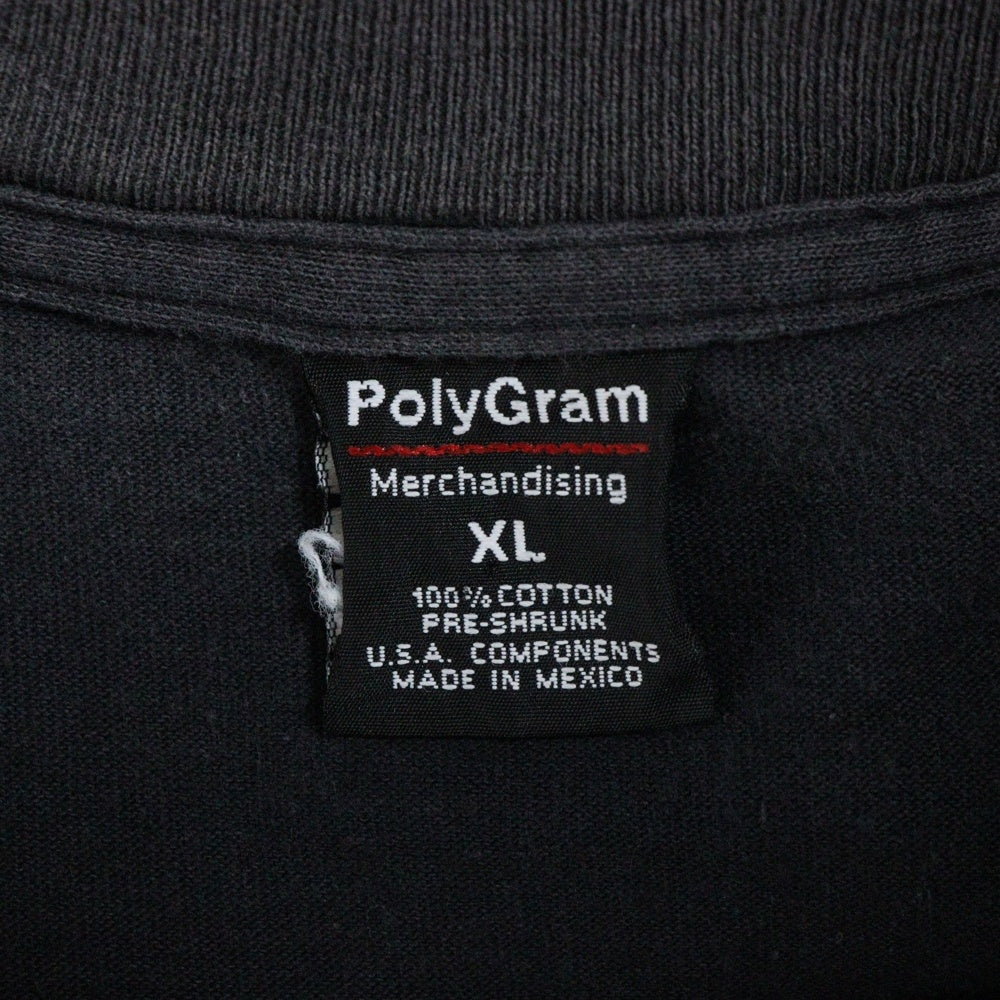 PolyGram
Merchandising
XL
100% COTTON
PRE-SHRUNK
U.S.A. COMPONENTS
MADE IN MEXICO